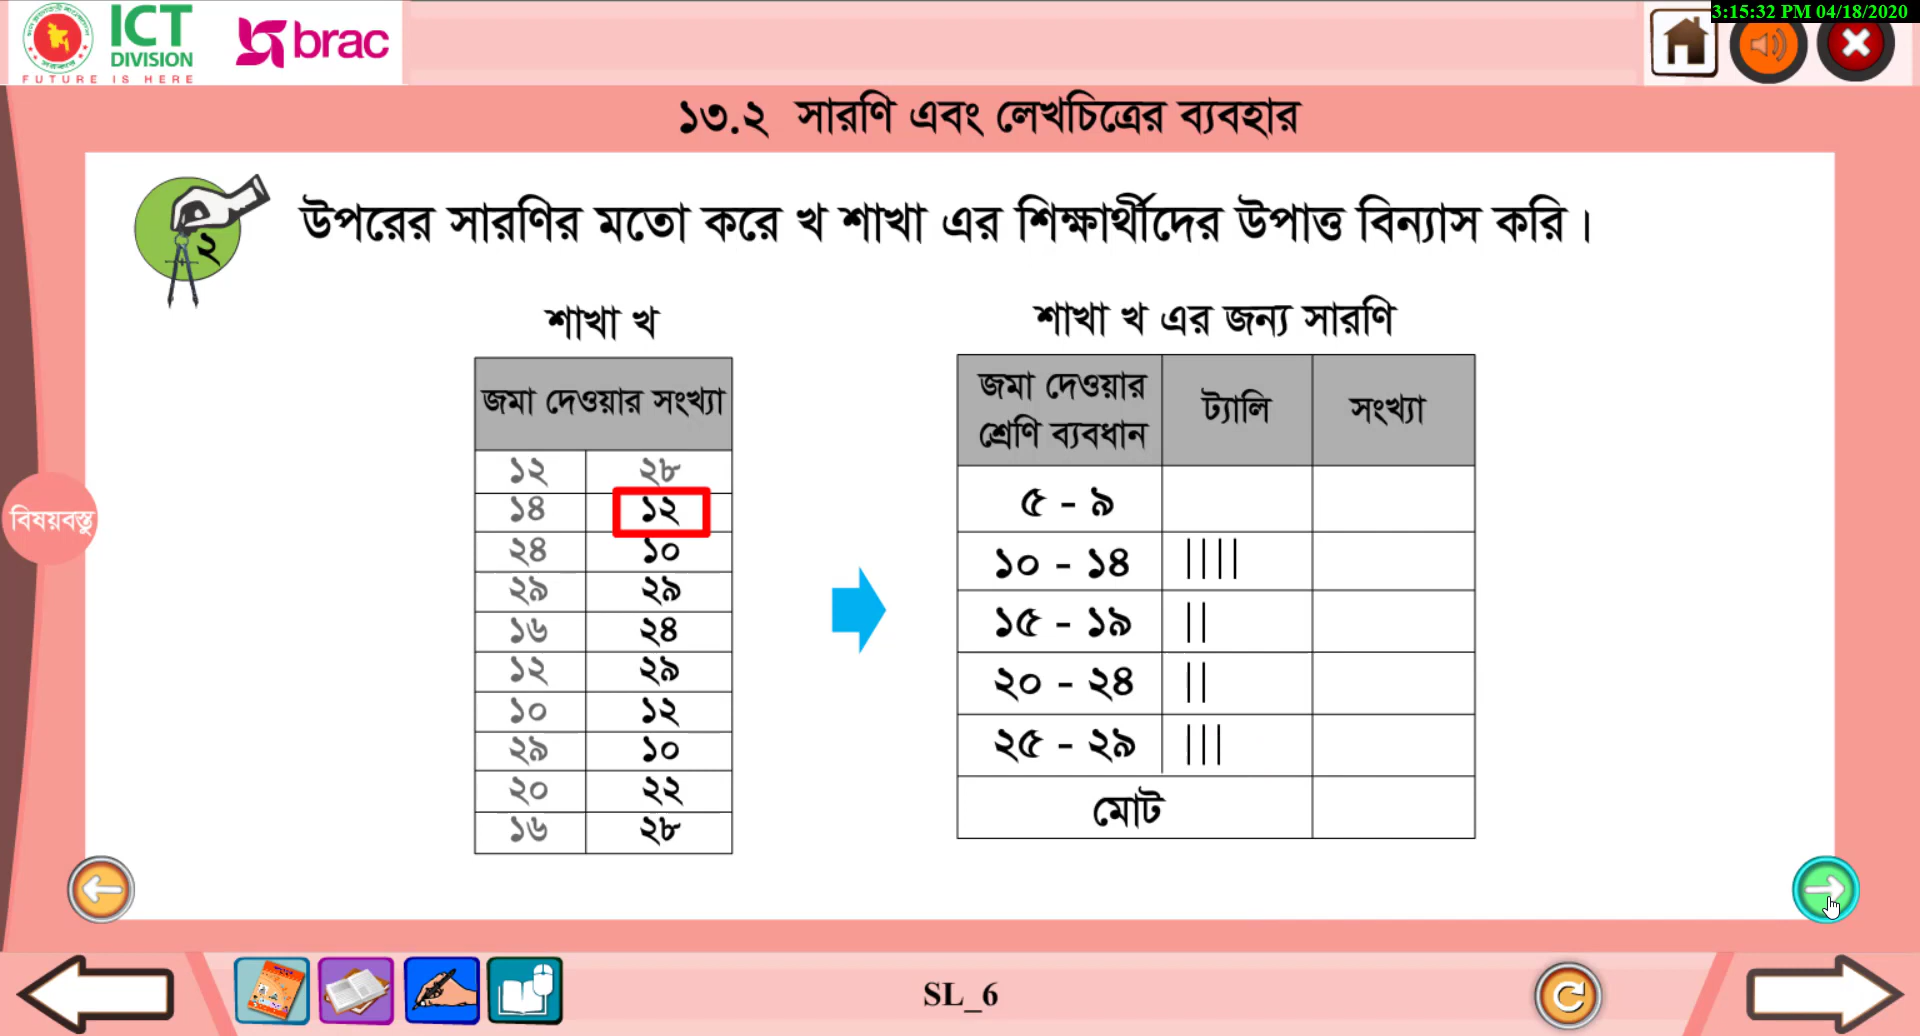 3:15:32 PM 04/18/2020
ICT
DIVISION
FUTURE IS HERE
brac
১৩.২ সারণি এবং লেখচিত্রের ব্যবহার
২
উপরের সারণির মতো করে খ শাখা এর শিক্ষার্থীদের উপাত্ত বিন্যাস করি।
শাখা খ
জমা দেওয়ার সংখ্যা
১২ ২৮
১৪ ১২
২৪ ১০
২৯ ২৯
১৬ ২৪
১২ ২৯
১০ ১২
২৯ ১০
২০ ২২
১৬ ২৮
শাখা খ এর জন্য সারণি
জমা দেওয়ার
শ্রেণি ব্যবধান
ট্যালি
সংখ্যা
৫ - ৯
১০ - ১৪ ||||
১৫ - ১৯ ||
২০ - ২৪ ||
২৫ - ২৯ |||
মোট
বিষয়বস্তু
SL_6